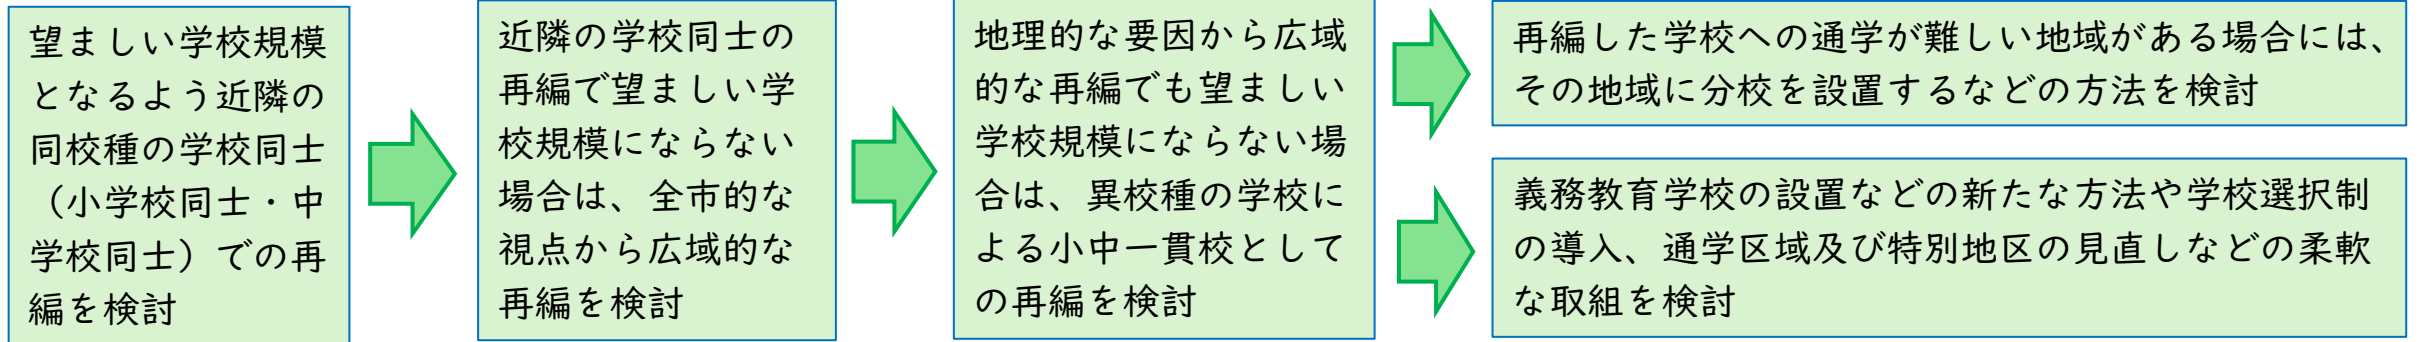 望ましい学校規模
となるよう近隣の
同校種の学校同士
（小学校同士・中
学校同士）での再
編を検討
近隣の学校同士の
再編で望ましい学
校規模にならない
場合は、全市的な
視点から広域的な
再編を検討
地理的な要因から広域
的な再編でも望ましい
学校規模にならない場
合は、異校種の学校に
よる小中一貫校として
の再編を検討
再編した学校への通学が難しい地域がある場合には、
その地域に分校を設置するなどの方法を検討
義務教育学校の設置などの新たな方法や学校選択制
の導入、通学区域及び特別地区の見直しなどの柔軟
な取組を検討